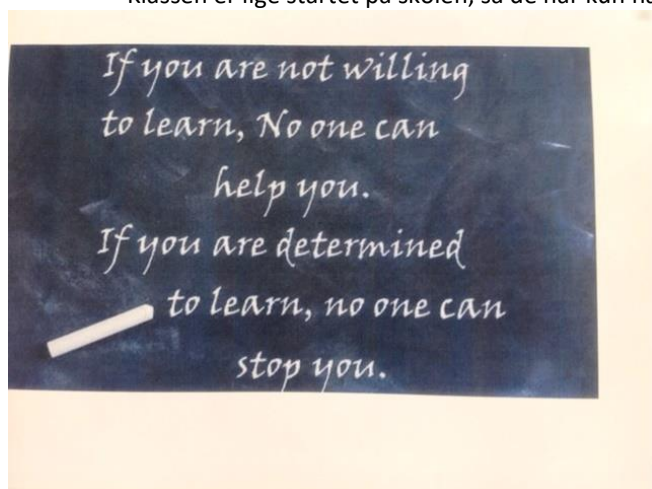 Klassen er lige startet på skolen, så de har kun
If you are not willing
to learn, No one can
help you.
If you are determined
to learn, no one can
stop you.